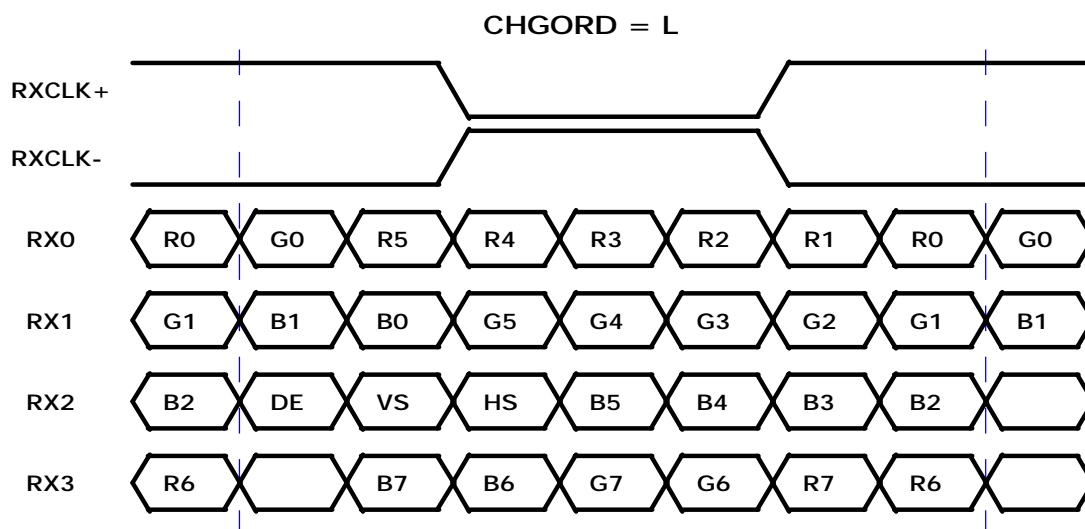 CHGORD = L
RXCLK+
RXCLK-
RX0 R0 G0 R5 R4 R3 R2 R1 R0 G0
RX1 G1 B1 B0 G5 G4 G3 G2 G1 B1
RX2 B2 DE VS HS B5 B4 B3 B2
RX3 R6 B7 B6 G7 G6 R7 R6